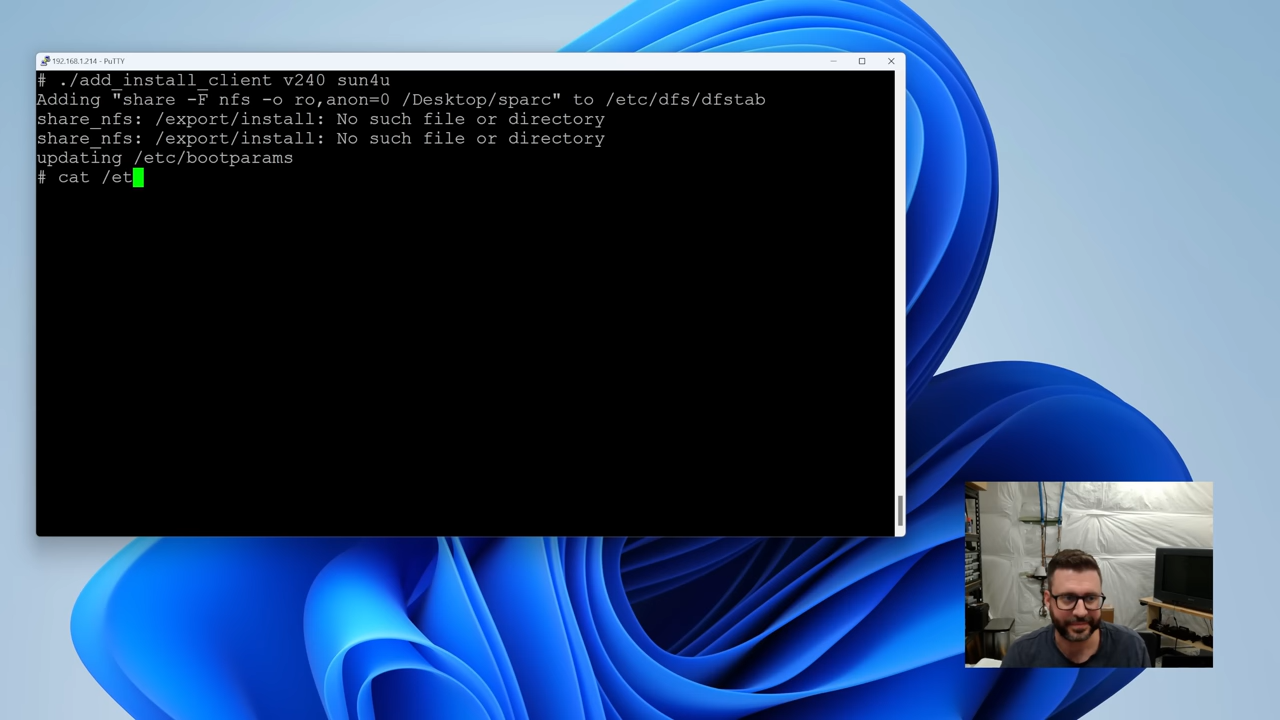 192.168.1.214 - PuTTY
# ./add_install_client v240 sun4u
Adding "share -F nfs -o ro,anon=0 /Desktop/sparc" to /etc/dfs/dfstab
share_nfs: /export/install: No such file or directory
share_nfs: /export/install: No such file or directory
updating /etc/bootparams
# cat /et